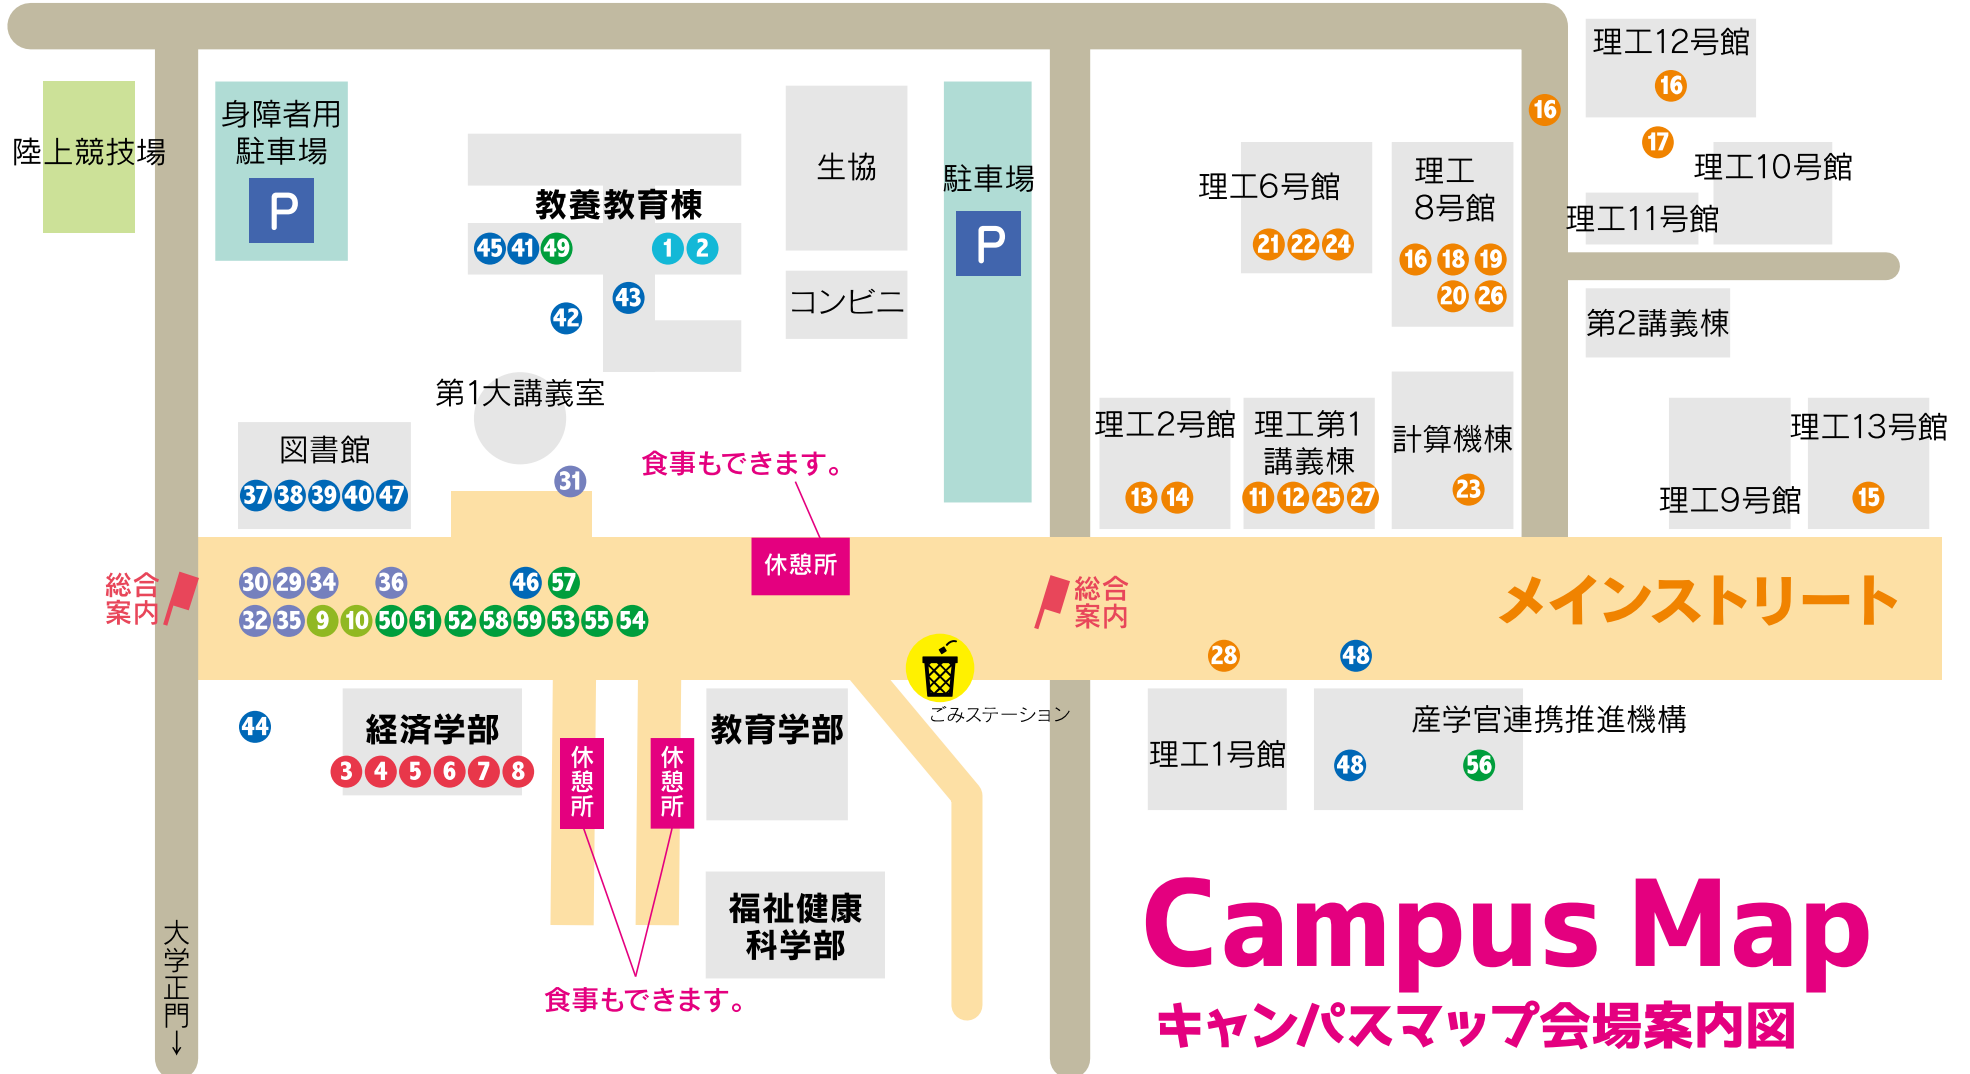 陸上競技場
身障者用
駐車場
P
教養教育棟
45 41 49 1 2
43
42
生協
コンビニ
駐車場
P
理工12号館
16
16
17
理工10号館
理工11号館
理工6号館
21 22 24
理工
8号館
16 18 19
20 26
第2講義棟
第1大講義室
31
図書館
37 38 39 40 47
食事もできます。
休憩所
理工2号館
13 14
理工第1
講義棟
11 12 25 27
計算機棟
23
理工9号館
理工13号館
15
総合
案内
30 29 34 36 46 57
32 35 9 10 50 51 52 58 59 53 55 54
総合
案内
メインストリート
28
48
ごみステーション
44
経済学部
3 4 5 6 7 8
休憩所
休憩所
教育学部
理工1号館
産学官連携推進機構
48
56
福祉健康
科学部
食事もできます。
大学正門↓
Campus Map
キャンパスマップ会場案内図